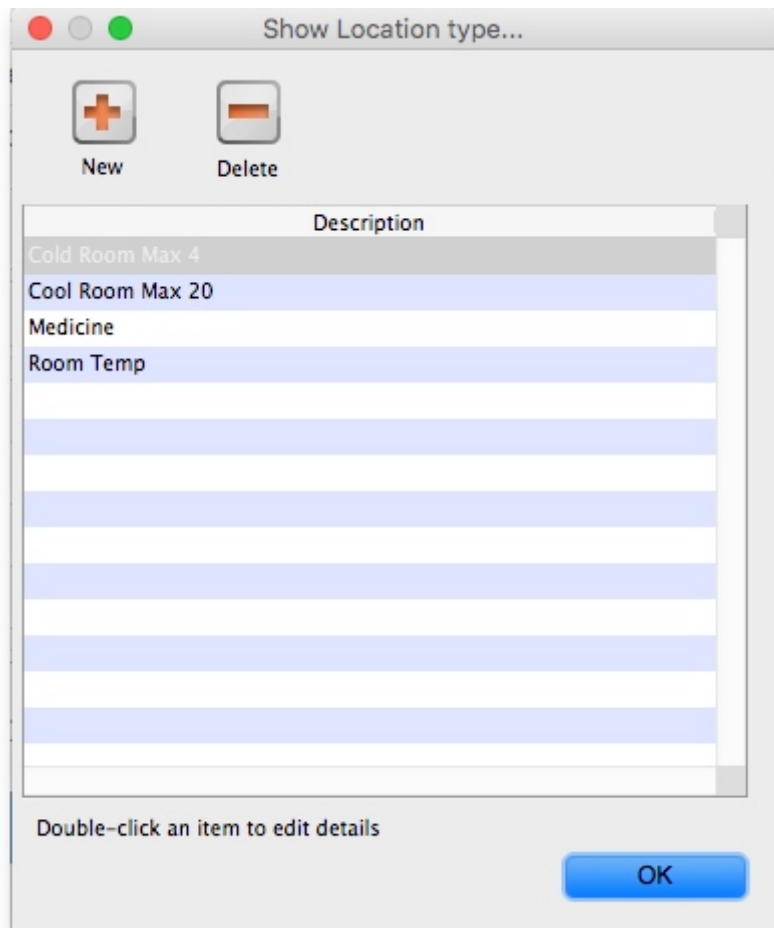 Show Location type...
New Delete
Description
Cold Room Max 4
Cool Room Max 20
Medicine
Room Temp
Double-click an item to edit details
OK